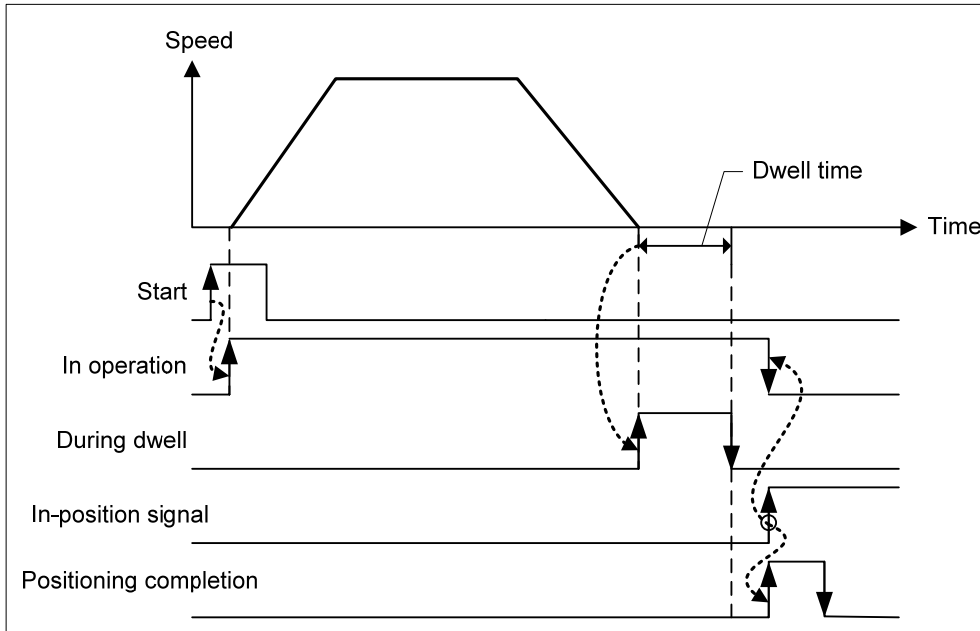 Speed
Dwell time
Time
Start
In operation
During dwell
In-position signal
Positioning completion